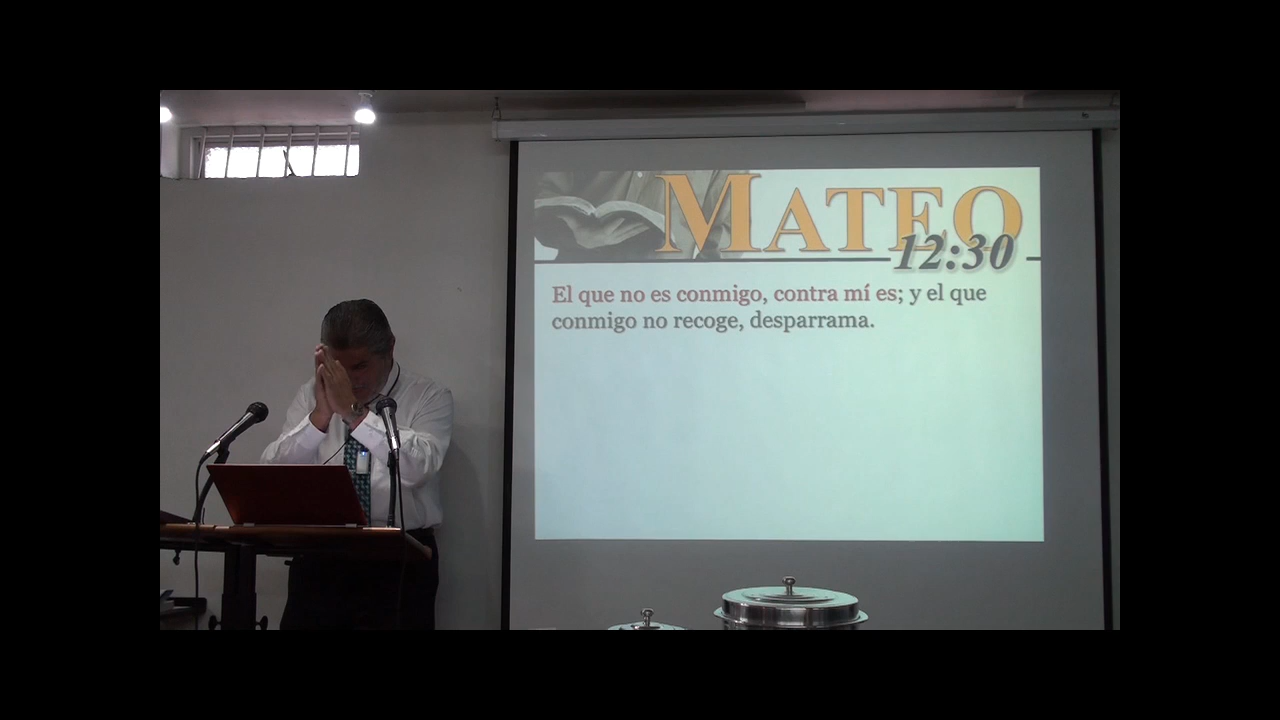 MATEO
12:30
El que no es conmigo, contra mí es; y el que
conmigo no recoge, desparrama.